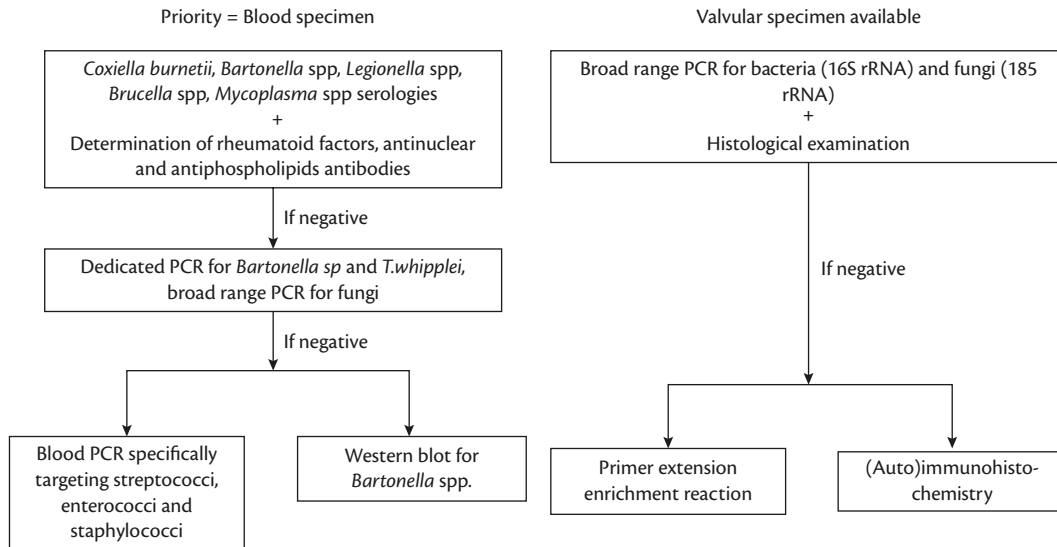 Priority = Blood specimen
Coxiella burnetii, Bartonella spp, Legionella spp,
Brucella spp, Mycoplasma spp serologies
+
Determination of rheumatoid factors, antinuclear
and antiphospholipids antibodies
If negative
Dedicated PCR for Bartonella sp and T.whipplei,
broad range PCR for fungi
If negative
Blood PCR specifically
targeting streptococci,
enterococci and
staphylococci
Western blot for
Bartonella spp.
Valvular specimen available
Broad range PCR for bacteria (16S rRNA) and fungi (185
rRNA)
+
Histological examination
If negative
Primer extension
enrichment reaction
(Auto)immunohisto-
chemistry